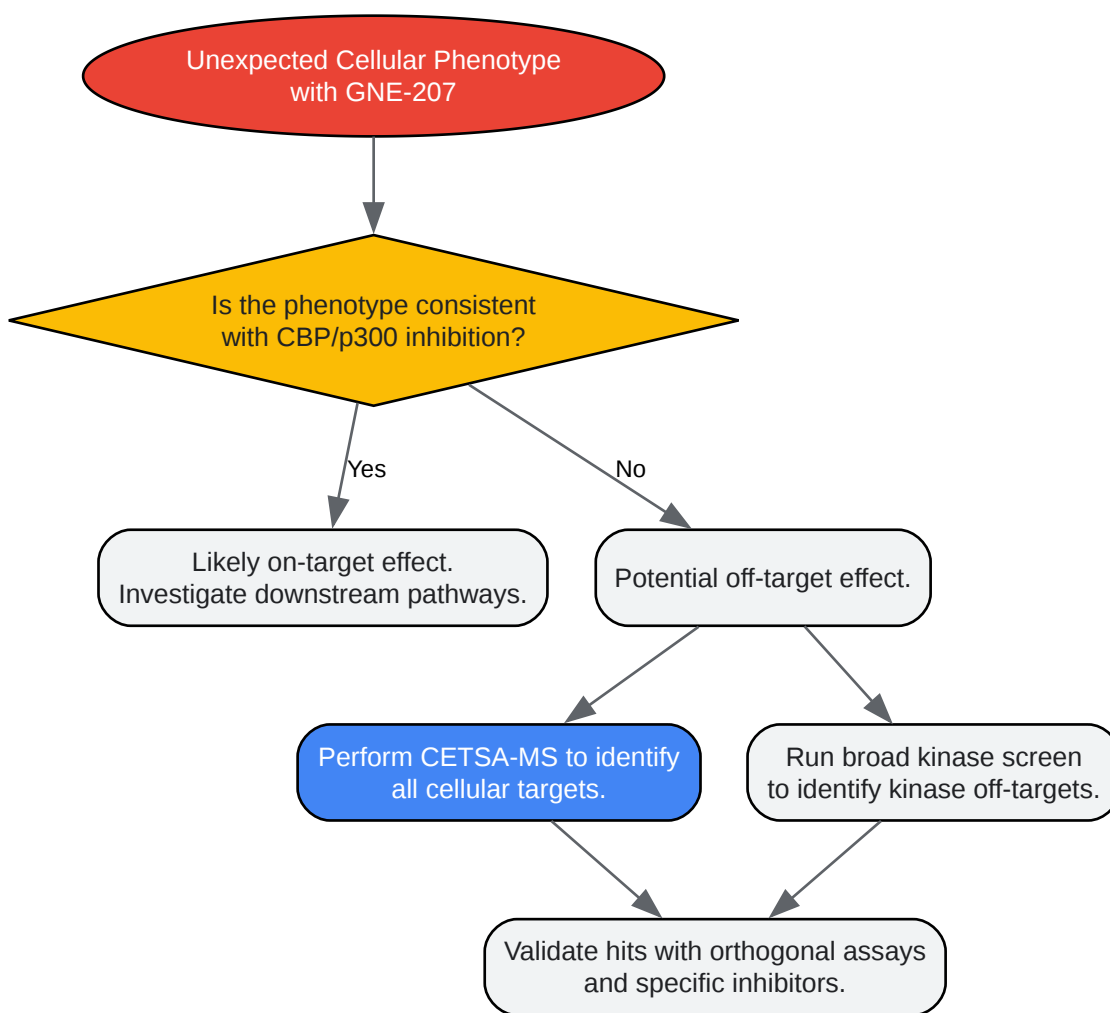 Unexpected Cellular Phenotype
with GNE-207
Is the phenotype consistent
with CBP/p300 inhibition?
Yes
No
Likely on-target effect.
Investigate downstream pathways.
Potential off-target effect.
Perform CETSA-MS to identify
all cellular targets.
Run broad kinase screen
to identify kinase off-targets.
Validate hits with orthogonal assays
and specific inhibitors.